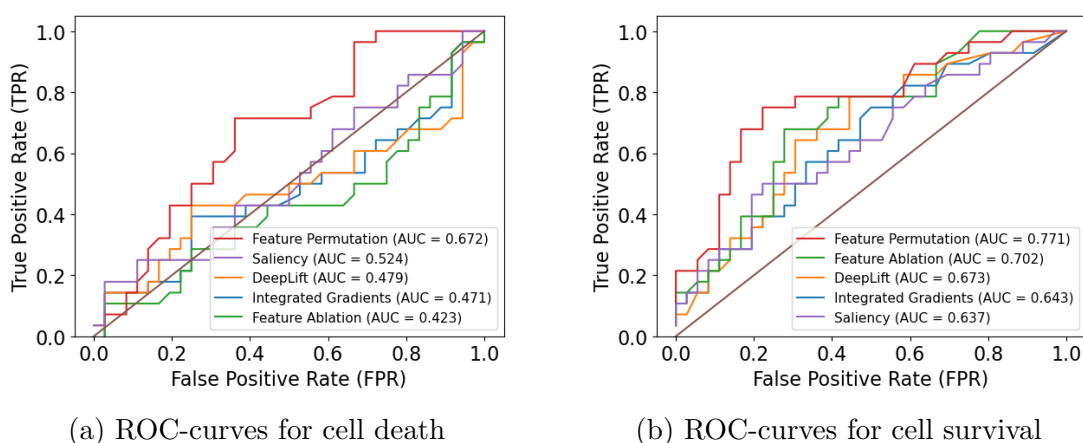 True Positive Rate (TPR)
1.0
0.8
0.6
0.4
0.2
0.0
Feature Permutation (AUC = 0.672)
Saliency (AUC = 0.524)
DeepLift (AUC = 0.479)
Integrated Gradients (AUC = 0.471)
Feature Ablation (AUC = 0.423)
0.0 0.2 0.4 0.6 0.8 1.0
False Positive Rate (FPR)
(a) ROC-curves for cell death
True Positive Rate (TPR)
1.0
0.8
0.6
0.4
0.2
0.0
Feature Permutation (AUC = 0.771)
Feature Ablation (AUC = 0.702)
DeepLift (AUC = 0.673)
Integrated Gradients (AUC = 0.643)
Saliency (AUC = 0.637)
0.0 0.2 0.4 0.6 0.8 1.0
False Positive Rate (FPR)
(b) ROC-curves for cell survival